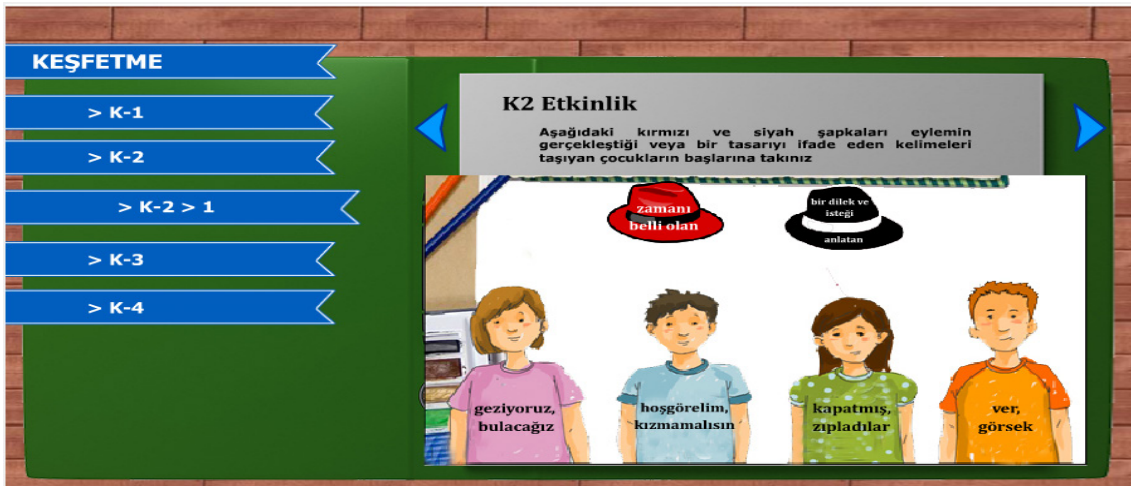 KEŞFETME
> K-1
> K-2
> K-2 > 1
> K-3
> K-4
K2 Etkinlik
Aşağıdaki kırmızı ve siyah şapkaları eylemin
gerçekleştiği veya bir tasarıyı ifade eden kelimeleri
taşıyan çocukların başlarına takınız
zamanı
belli olan
bir dilek ve
isteği
anlatan
geziyoruz,
bulacağız
hoşgörelim,
kızmamalısın
kapatmış,
zıpladılar
ver,
görsek